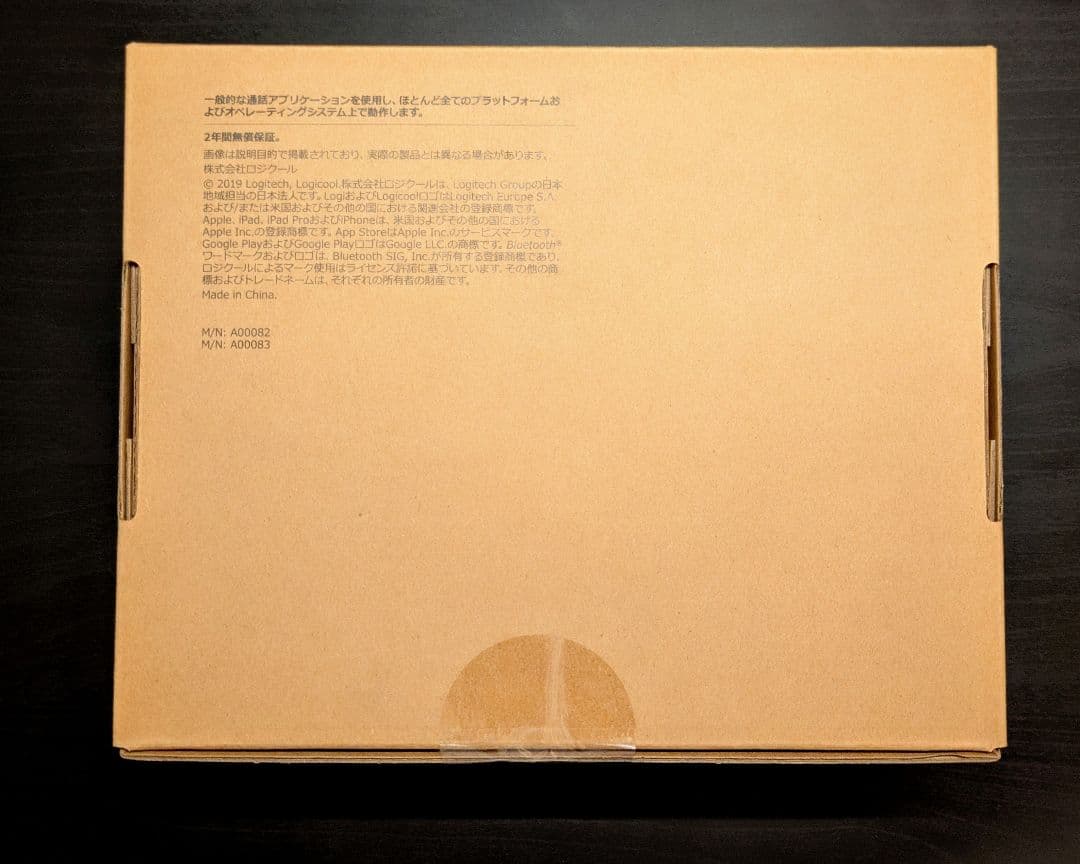 一般的な通話アプリケーションを使用し、ほとんど全てのプラットフォームお
よびオペレーティングシステム上で動作します。
2年間無償保証。
画像は説明目的で掲載されており、実際の製品とは異なる場合があります。
株式会社ロジクール
© 2019 Logitech, Logicool.株式会社ロジクールは、Logitech Groupの日本
地域担当の日本法人です。LogiおよびLogicoolロゴはLogitech Europe S.A.
および/または米国およびその他の国における関連会社の登録商標です。
Apple、iPad、iPad ProおよびiPhoneは、米国およびその他の国における
Apple Inc.の登録商標です。App StoreはApple Inc.のサービスマークです。
Google PlayおよびGoogle PlayロゴはGoogle LLC.の商標です。Bluetooth®
ワードマークおよびロゴは、Bluetooth SIG, Inc.が所有する登録商標であり、
ロジクールによるマーク使用はライセンス許諾に基づいています。その他の商
標およびトレードネームは、それぞれの所有者の財産です。
Made in China.
M/N: A00082
M/N: A00083